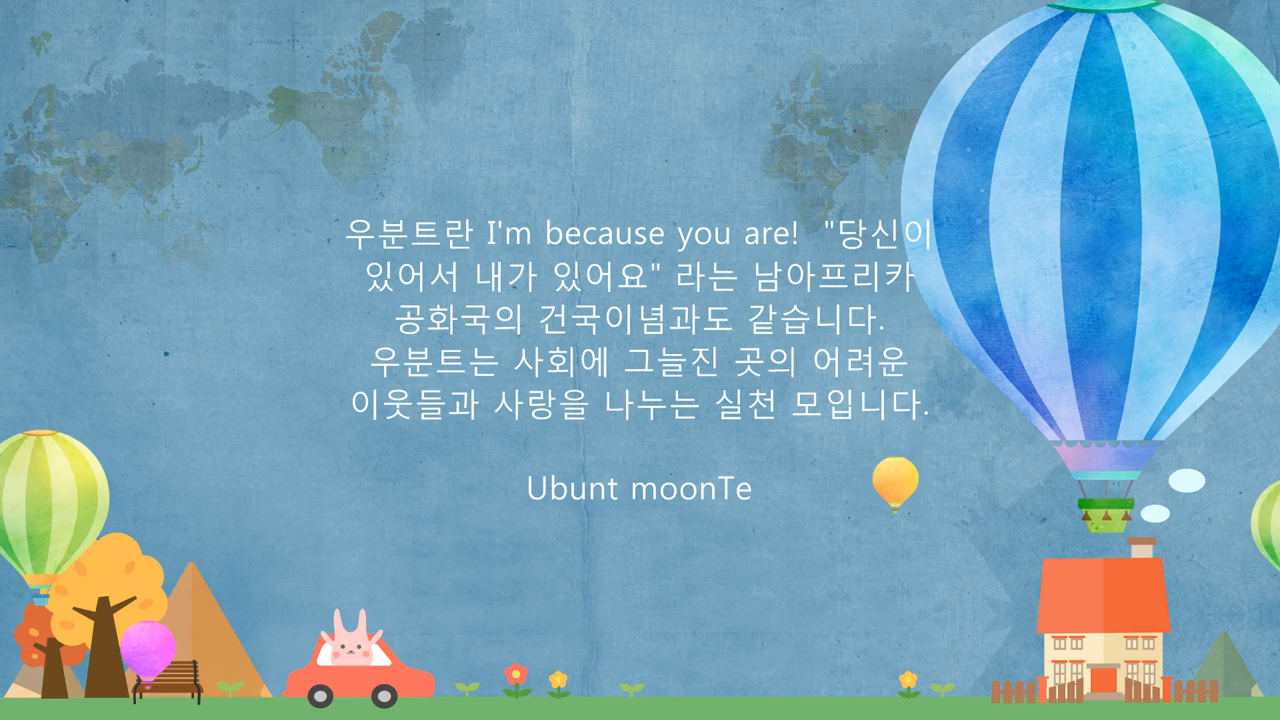 우분트란 I'm because you are!  "당신이
있어서 내가 있어요" 라는 남아프리카
공화국의 건국이념과도 같습니다.
우분트는 사회에 그늘진 곳의 어려운
이웃들과 사랑을 나누는 실천 모입니다.
Ubunt moonTe